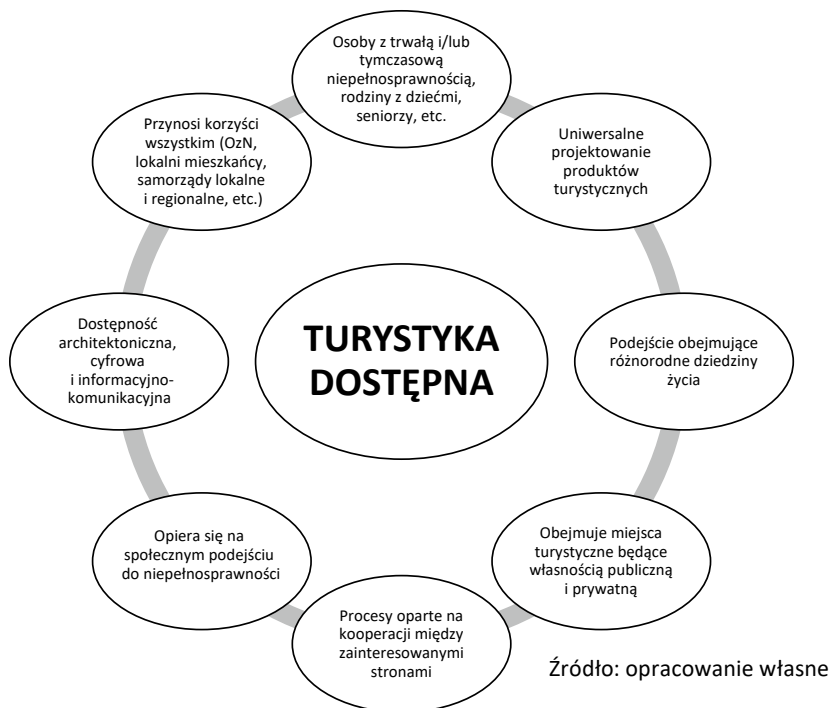 Osoby z trwałą i/lub
tymczasową
niepełnosprawnością,
rodziny z dziećmi,
seniorzy, etc.
Uniwersalne
projektowanie
produktów
turystycznych
Podejście obejmujące
różnorodne dziedziny
życia
Obejmuje miejsca
turystyczne będące
własnością publiczną
i prywatną
Procesy oparte na
kooperacji między
zainteresowanymi
stronami
Opiera się na
społecznym podejściu
do niepełnosprawności
Dostępność
architektoniczna,
cyfrowa
i informacyjno-
komunikacyjna
Przynosi korzyści
wszystkim (OzN,
lokalni mieszkańcy,
samorządy lokalne
i regionalne, etc.)
TURYSTYKA
DOSTĘPNA
Źródło: opracowanie własne